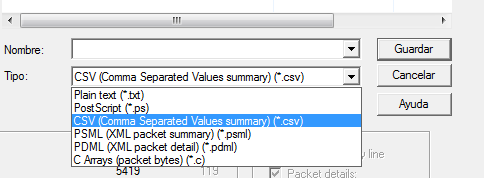 Nombre:
Guardar
Tipo:
CSV (Comma Separated Values summary) (*.csv)
Cancelar
Plain text (*.txt)
PostScript (*.ps)
CSV (Comma Separated Values summary) (*.csv)
PSML (XML packet summary) (*.psml)
PDML (XML packet detail) (*.pdml)
C Arrays (packet bytes) (*.c)
Ayuda
line
5419 119
Packet details: